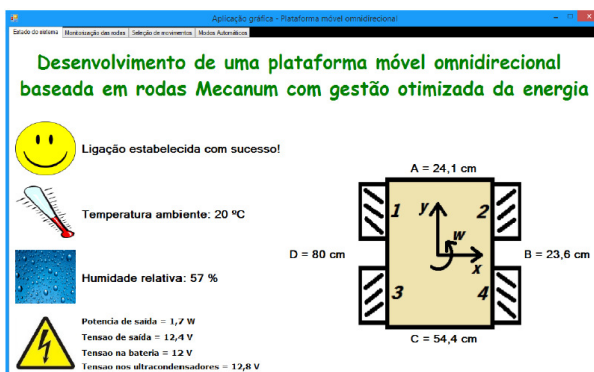 Aplicação gráfica - Plataforma móvel omnidirecional
Estado do sistema Monitorização das rodas Seleção de movimentos Modos Automáticos
Desenvolvimento de uma plataforma móvel omnidirecional
baseada em rodas Mecanum com gestão otimizada da energia
Ligação estabelecida com sucesso!
Temperatura ambiente: 20 ºC
Humidade relativa: 57 %
Potencia de saída = 1,7 W
Tensao de saída = 12,4 V
Tensao na bateria = 12 V
Tensao nos ultracondensadores = 12,8 V
A = 24,1 cm
1 y 2
w
D = 80 cm x B = 23,6 cm
3 4
C = 54,4 cm